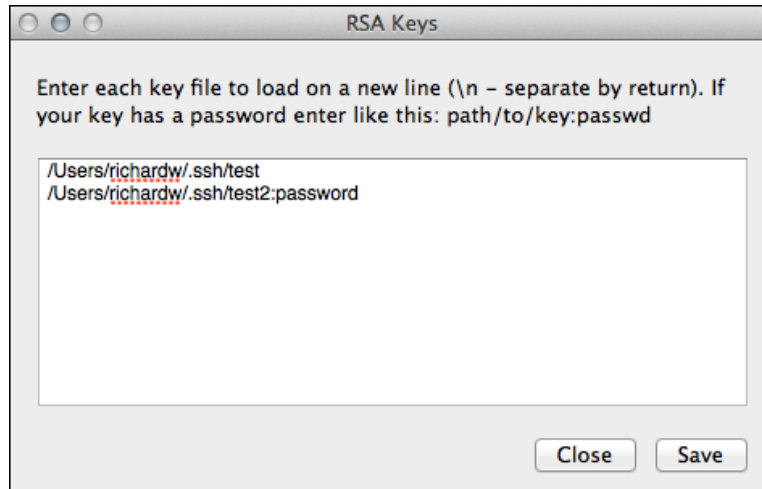 RSA Keys
Enter each key file to load on a new line (\n – separate by return). If
your key has a password enter like this: path/to/key:passwd
/Users/richardw/.ssh/test
/Users/richardw/.ssh/test2:password
Close Save